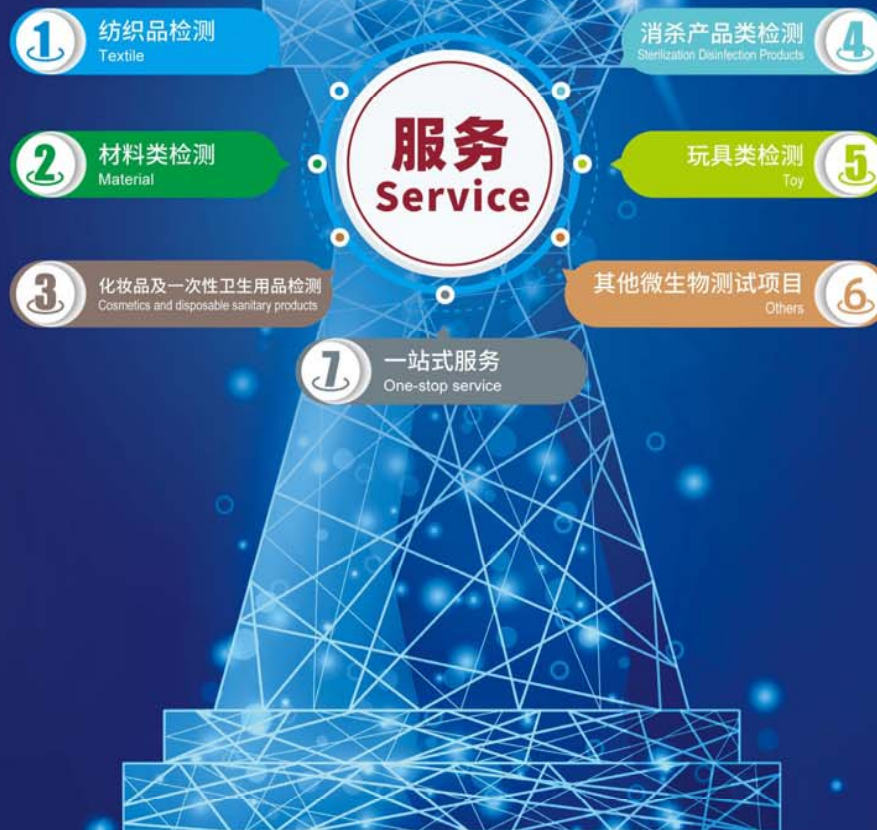 1
纺织品检测
Textile
2
材料类检测
Material
3
化妆品及一次性卫生用品检测
Cosmetics and disposable sanitary products
服务
Service
4
消杀产品类检测
Sterilization Disinfection Products
5
玩具类检测
Toy
6
其他微生物测试项目
Others
7
一站式服务
One-stop service